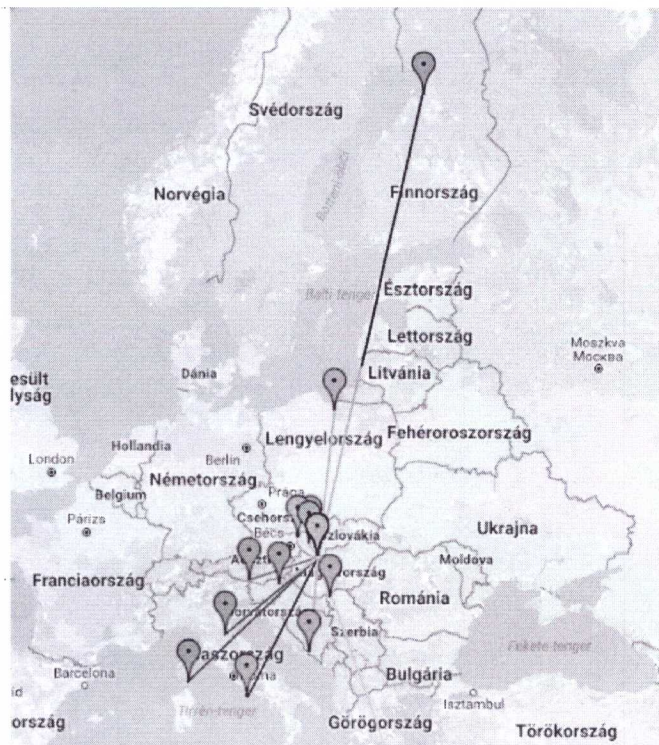 Svédország
Norvégia
Finnország
Balti tenger
Észtország
Lettország
Moszkva
Москва
Litvánia
Dánia
esült
lyság
Lengyelország
Fehéroroszország
Hollandia
Berlin
London
Németország
Belgium
Prága
Csehország
Szlovákia
Ukrajna
Párizs
Bécs
Moldova
Franciaország
Románia
Szerbia
Fekete tenger
Barcelona
Bulgária
Isztambul
Tirrén-tenger
ország
Görögország
Törökország